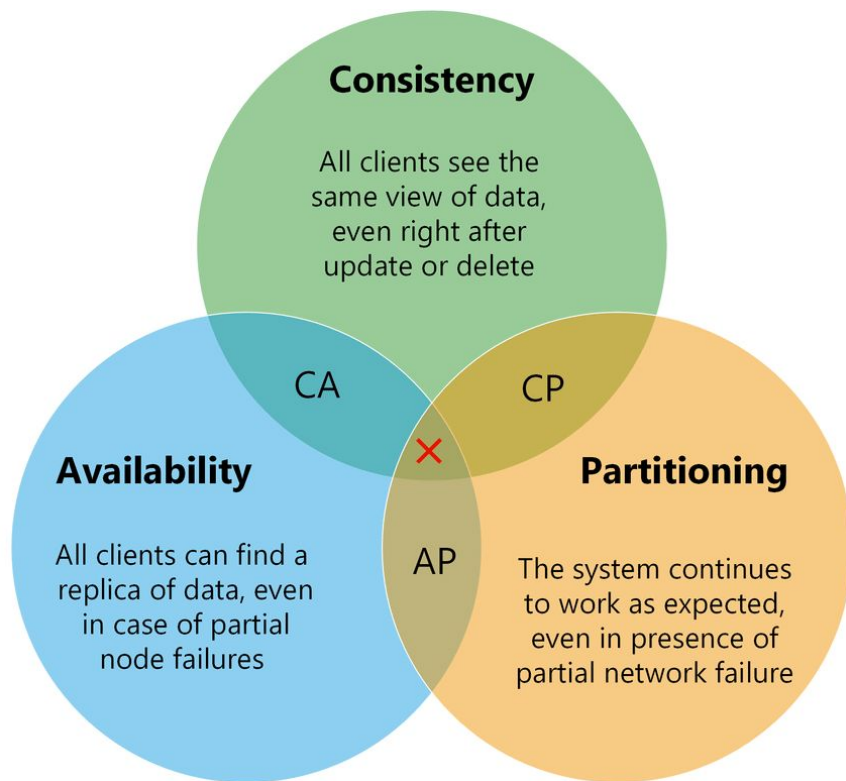 Consistency
All clients see the
same view of data,
even right after
update or delete
CA
CP
Availability
All clients can find a
replica of data, even
in case of partial
node failures
AP
Partitioning
The system continues
to work as expected,
even in presence of
partial network failure